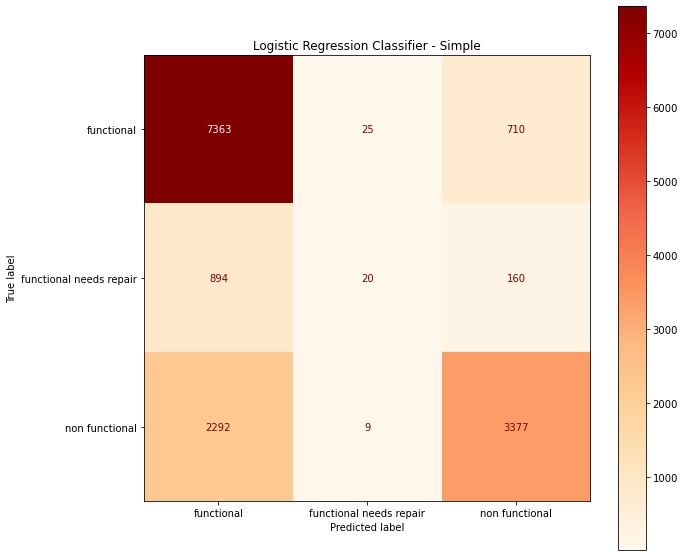 Logistic Regression Classifier - Simple
functional
7363 25 710
functional needs repair
894 20 160
non functional
2292 9 3377
True label
functional functional needs repair non functional
Predicted label
7000
6000
5000
4000
3000
2000
1000